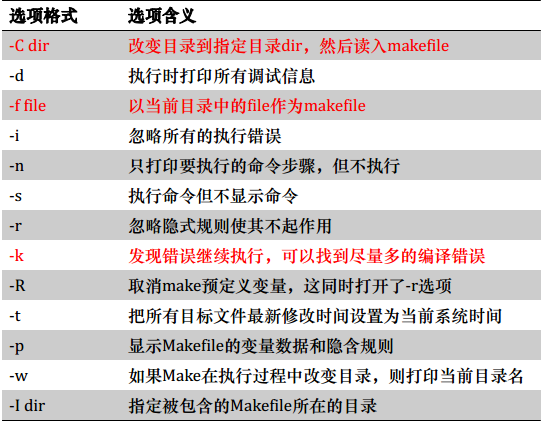 选项格式 选项含义
-C dir 改变目录到指定目录dir，然后读入makefile
-d 执行时打印所有调试信息
-f file 以当前目录中的file作为makefile
-i 忽略所有的执行错误
-n 只打印要执行的命令步骤，但不执行
-s 执行命令但不显示命令
-r 忽略隐式规则使其不起作用
-k 发现错误继续执行，可以找到尽量多的编译错误
-R 取消make预定义变量，这同时打开了-r选项
-t 把所有目标文件最新修改时间设置为当前系统时间
-p 显示Makefile的变量数据和隐含规则
-w 如果Make在执行过程中改变目录，则打印当前目录名
-I dir 指定被包含的Makefile所在的目录